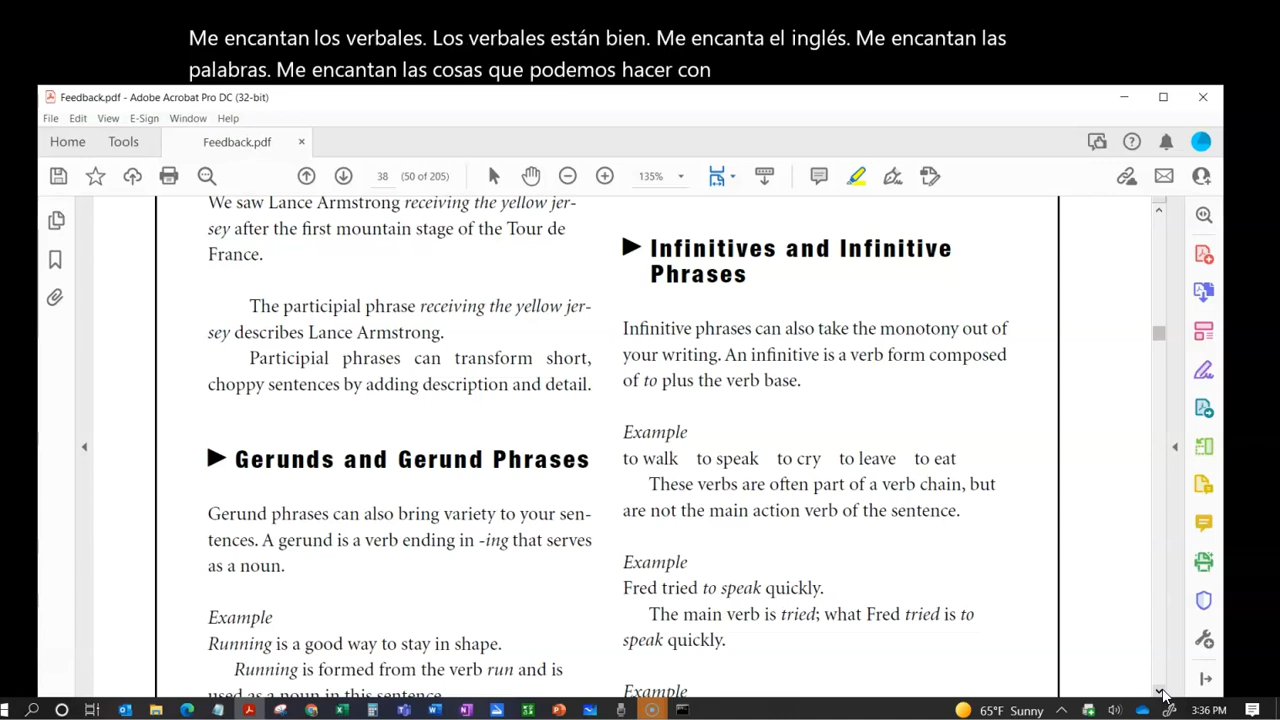 Me encantan los verbales. Los verbales están bien. Me encanta el inglés. Me encantan las
palabras. Me encantan las cosas que podemos hacer con
Feedback.pdf - Adobe Acrobat Pro DC (32-bit)
File Edit View E-Sign Window Help
Home Tools Feedback.pdf ×
38 (50 of 205) 135%
We saw Lance Armstrong receiving the yellow jer-
sey after the first mountain stage of the Tour de
France.
The participial phrase receiving the yellow jer-
sey describes Lance Armstrong.
Participial phrases can transform short,
choppy sentences by adding description and detail.
Gerunds and Gerund Phrases
Gerund phrases can also bring variety to your sen-
tences. A gerund is a verb ending in -ing that serves
as a noun.
Example
Running is a good way to stay in shape.
Running is formed from the verb run and is
used as a noun in this sentence.
Infinitives and Infinitive
Phrases
Infinitive phrases can also take the monotony out of
your writing. An infinitive is a verb form composed
of to plus the verb base.
Example
to walk to speak to cry to leave to eat
These verbs are often part of a verb chain, but
are not the main action verb of the sentence.
Example
Fred tried to speak quickly.
The main verb is tried; what Fred tried is to
speak quickly.
Example
65°F Sunny 3:36 PM